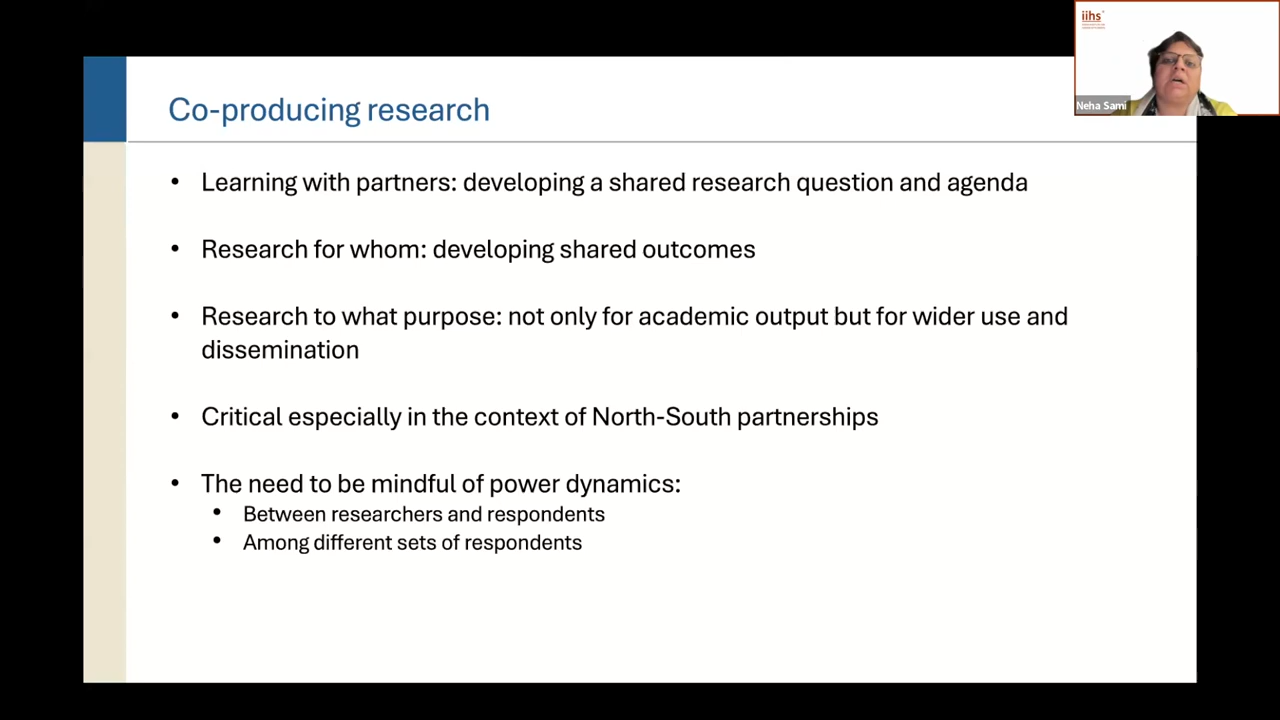 iihs
Neha Sami
Co-producing research
• Learning with partners: developing a shared research question and agenda
• Research for whom: developing shared outcomes
• Research to what purpose: not only for academic output but for wider use and
dissemination
• Critical especially in the context of North-South partnerships
• The need to be mindful of power dynamics:
• Between researchers and respondents
• Among different sets of respondents